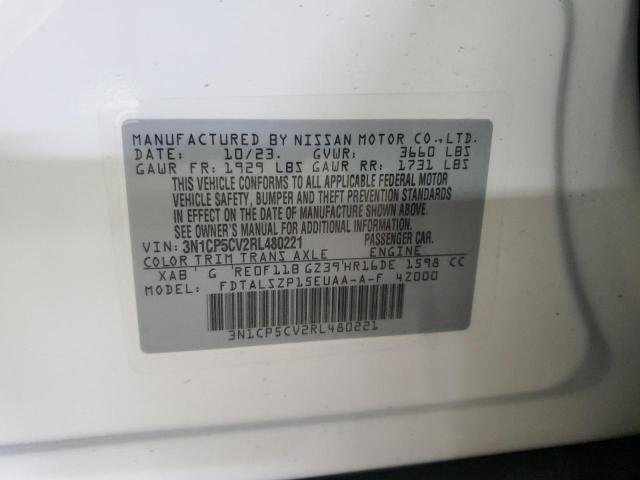 MANUFACTURED BY NISSAN MOTOR CO.,LTD.
DATE: 10/23. GVWR: 3660 LBS
GAWR FR: 1929 LBS GAWR RR: 1731 LBS
THIS VEHICLE CONFORMS TO ALL APPLICABLE FEDERAL MOTOR
VEHICLE SAFETY, BUMPER AND THEFT PREVENTION STANDARDS
IN EFFECT ON THE DATE OF MANUFACTURE SHOWN ABOVE.
SEE OWNER'S MANUAL FOR ADDITIONAL INFORMATION.
VIN: 3N1CP5CV2RL480221 PASSENGER CAR.
COLOR TRIM TRANS AXLE ENGINE
XAB G RE0F11B GZ39 HR16DE 1598 CC
MODEL: FDTALSZP15EUAA-A-F 4Z000
3N1CP5CV2RL480221